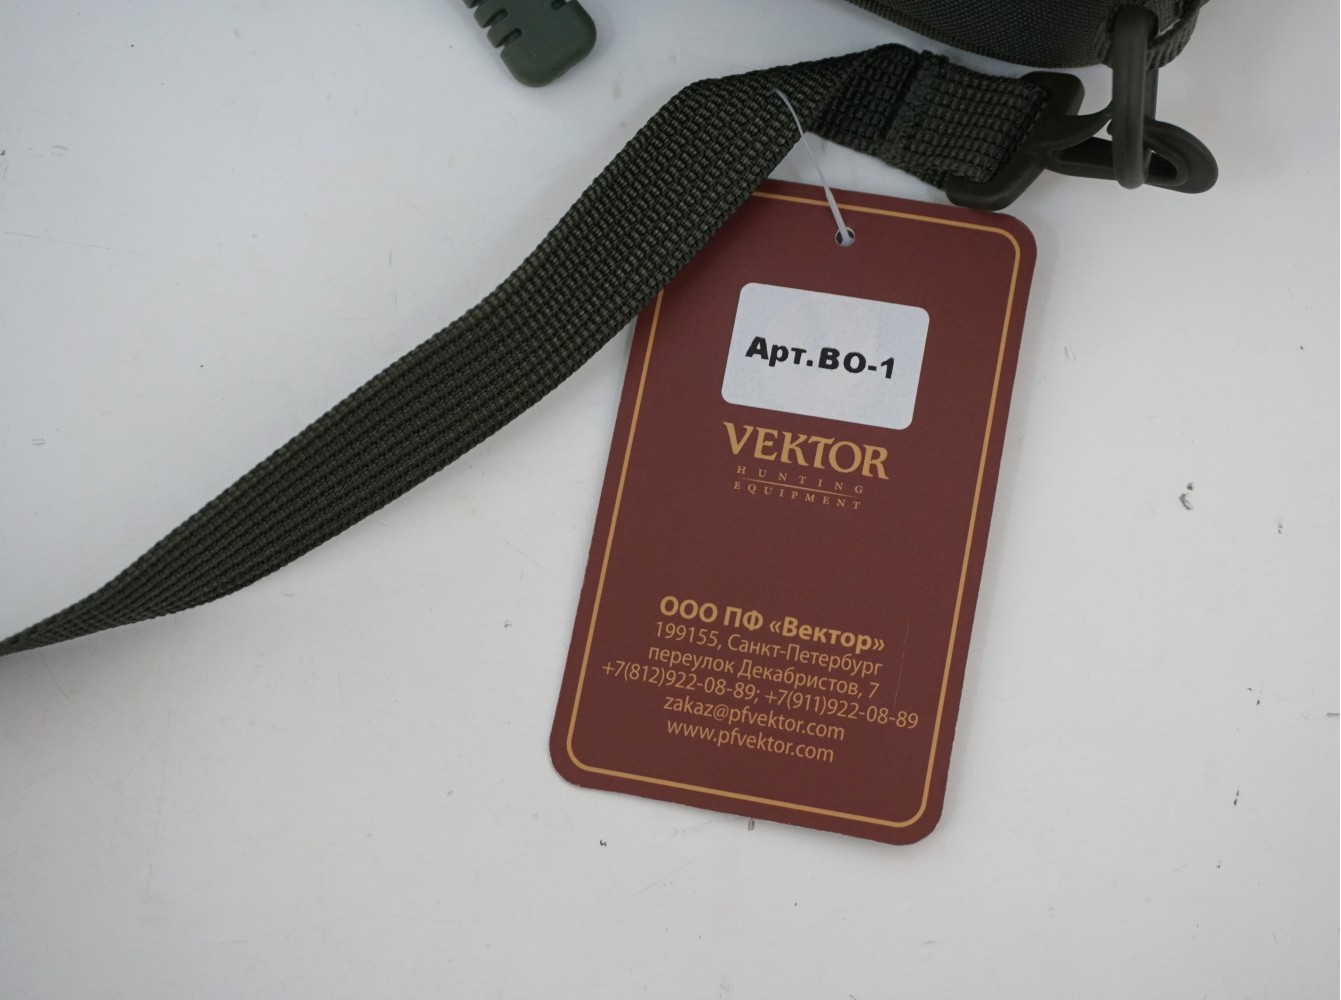 Арт.ВО-1
VEKTOR
HUNTING
EQUIPMENT
ООО ПФ «Вектор»
199155, Санкт-Петербург
переулок Декабристов, 7
+7(812)922-08-89; +7(911)922-08-89
zakaz@pfvektor.com
www.pfvektor.com